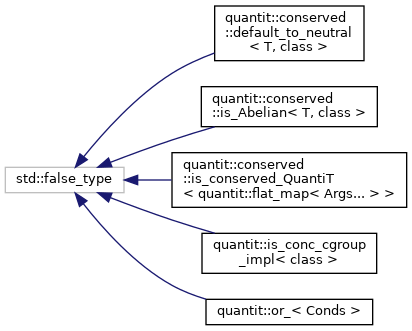 quantit::conserved
::default_to_neutral
< T, class >
quantit::conserved
::is_Abelian< T, class >
std::false_type
quantit::conserved
::is_conserved_QuantiT
< quantit::flat_map< Args... > >
quantit::is_conc_cgroup
_impl< class >
quantit::or_< Conds >